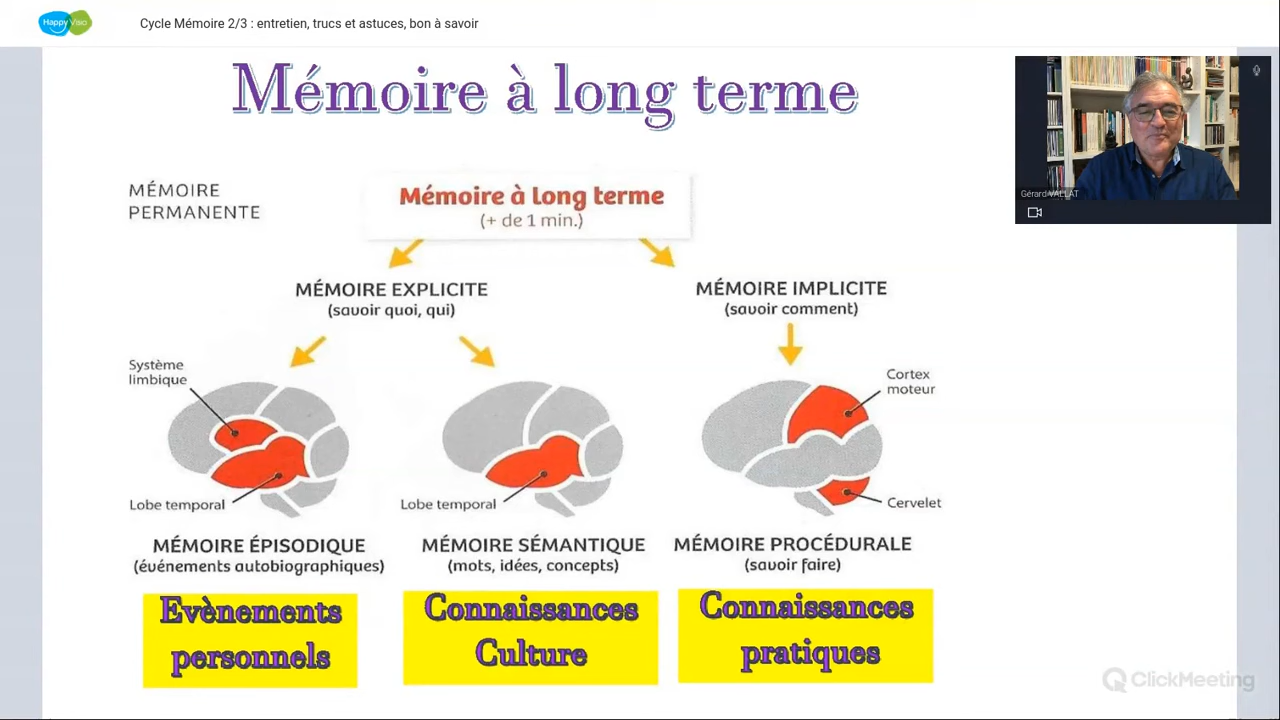 Happy Visio
Cycle Mémoire 2/3 : entretien, trucs et astuces, bon à savoir
Mémoire à long terme
Gérard VALLAT
MÉMOIRE
PERMANENTE
Mémoire à long terme
(+ de 1 min.)
MÉMOIRE EXPLICITE
(savoir quoi, qui)
MÉMOIRE IMPLICITE
(savoir comment)
Système
limbique
Cortex
moteur
Lobe temporal
Lobe temporal
Cervelet
MÉMOIRE ÉPISODIQUE
(événements autobiographiques)
MÉMOIRE SÉMANTIQUE
(mots, idées, concepts)
MÉMOIRE PROCÉDURALE
(savoir faire)
Evènements
personnels
Connaissances
Culture
Connaissances
pratiques
ClickMeeting